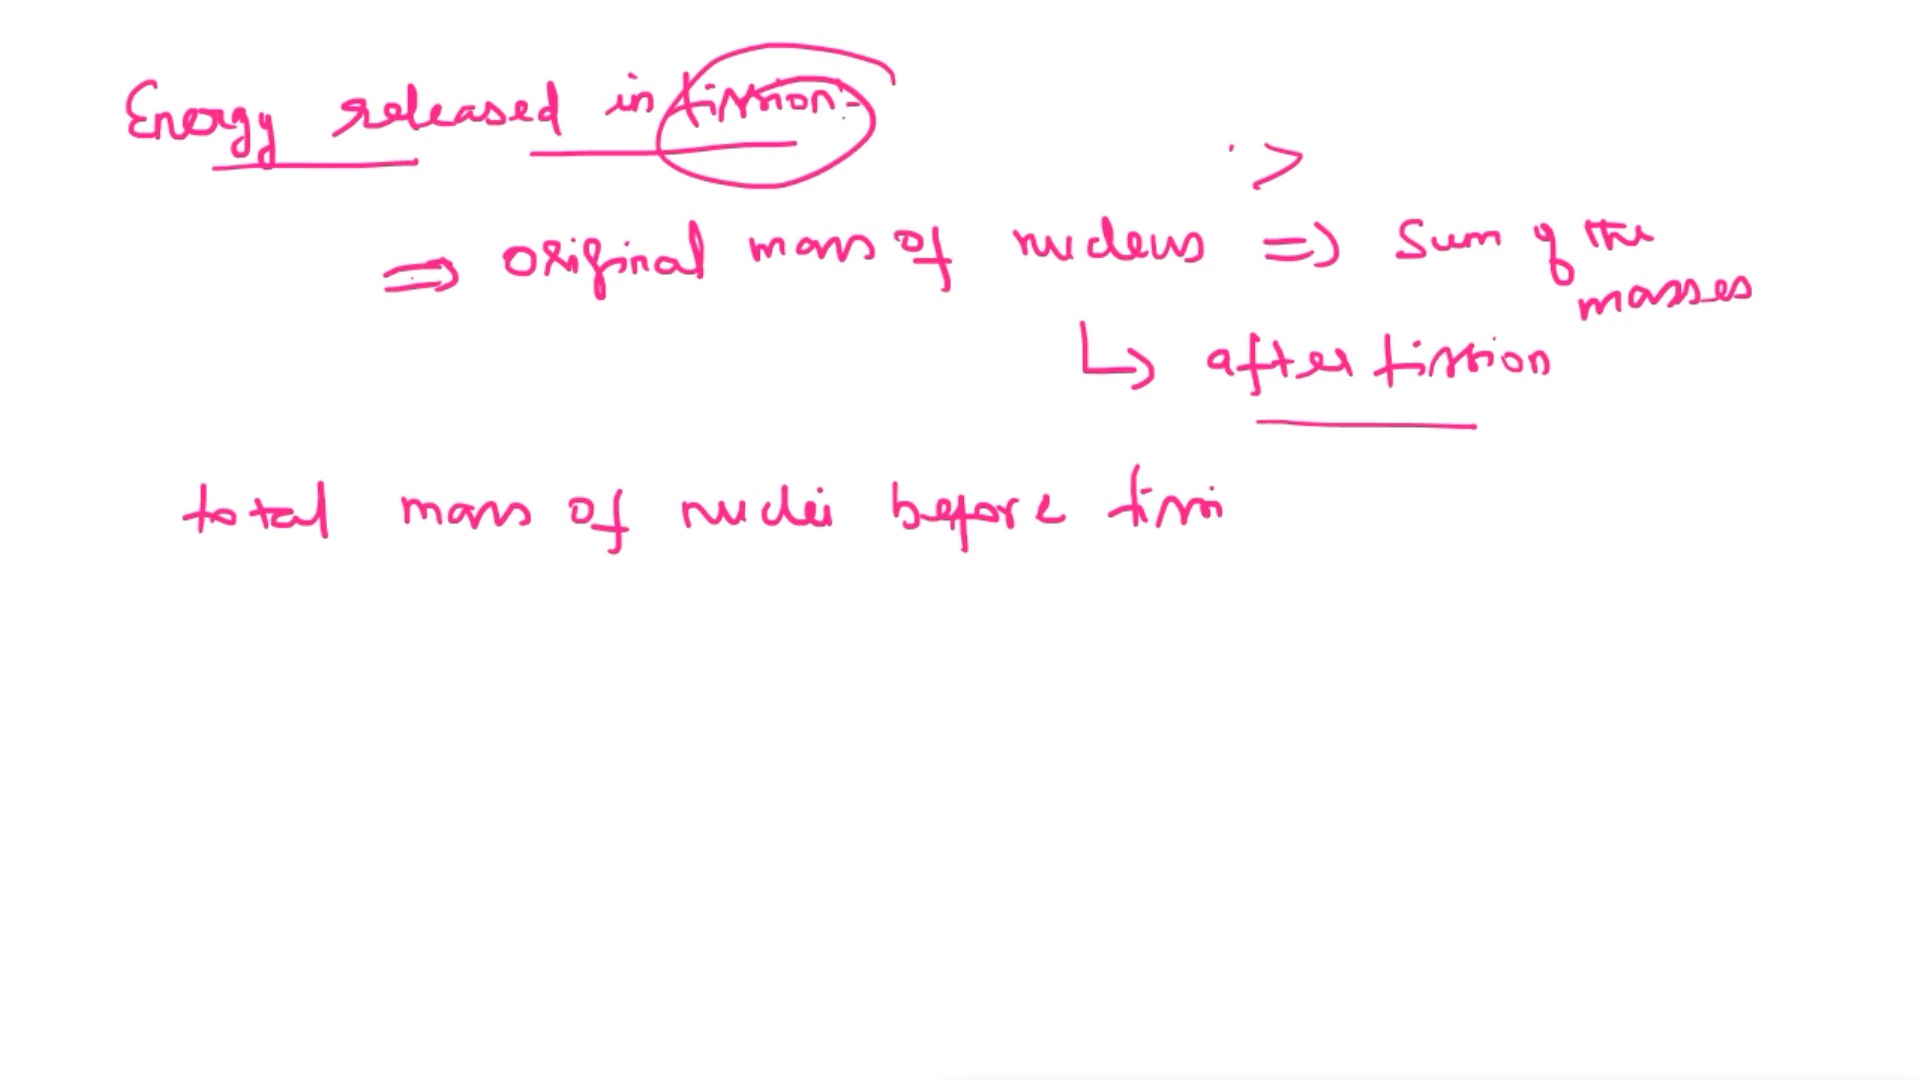 Energy released in fission:-
>
⇒ original mass of nucleus ⇒ sum of the
masses
↳ after fission
total mass of nuclei before fissi